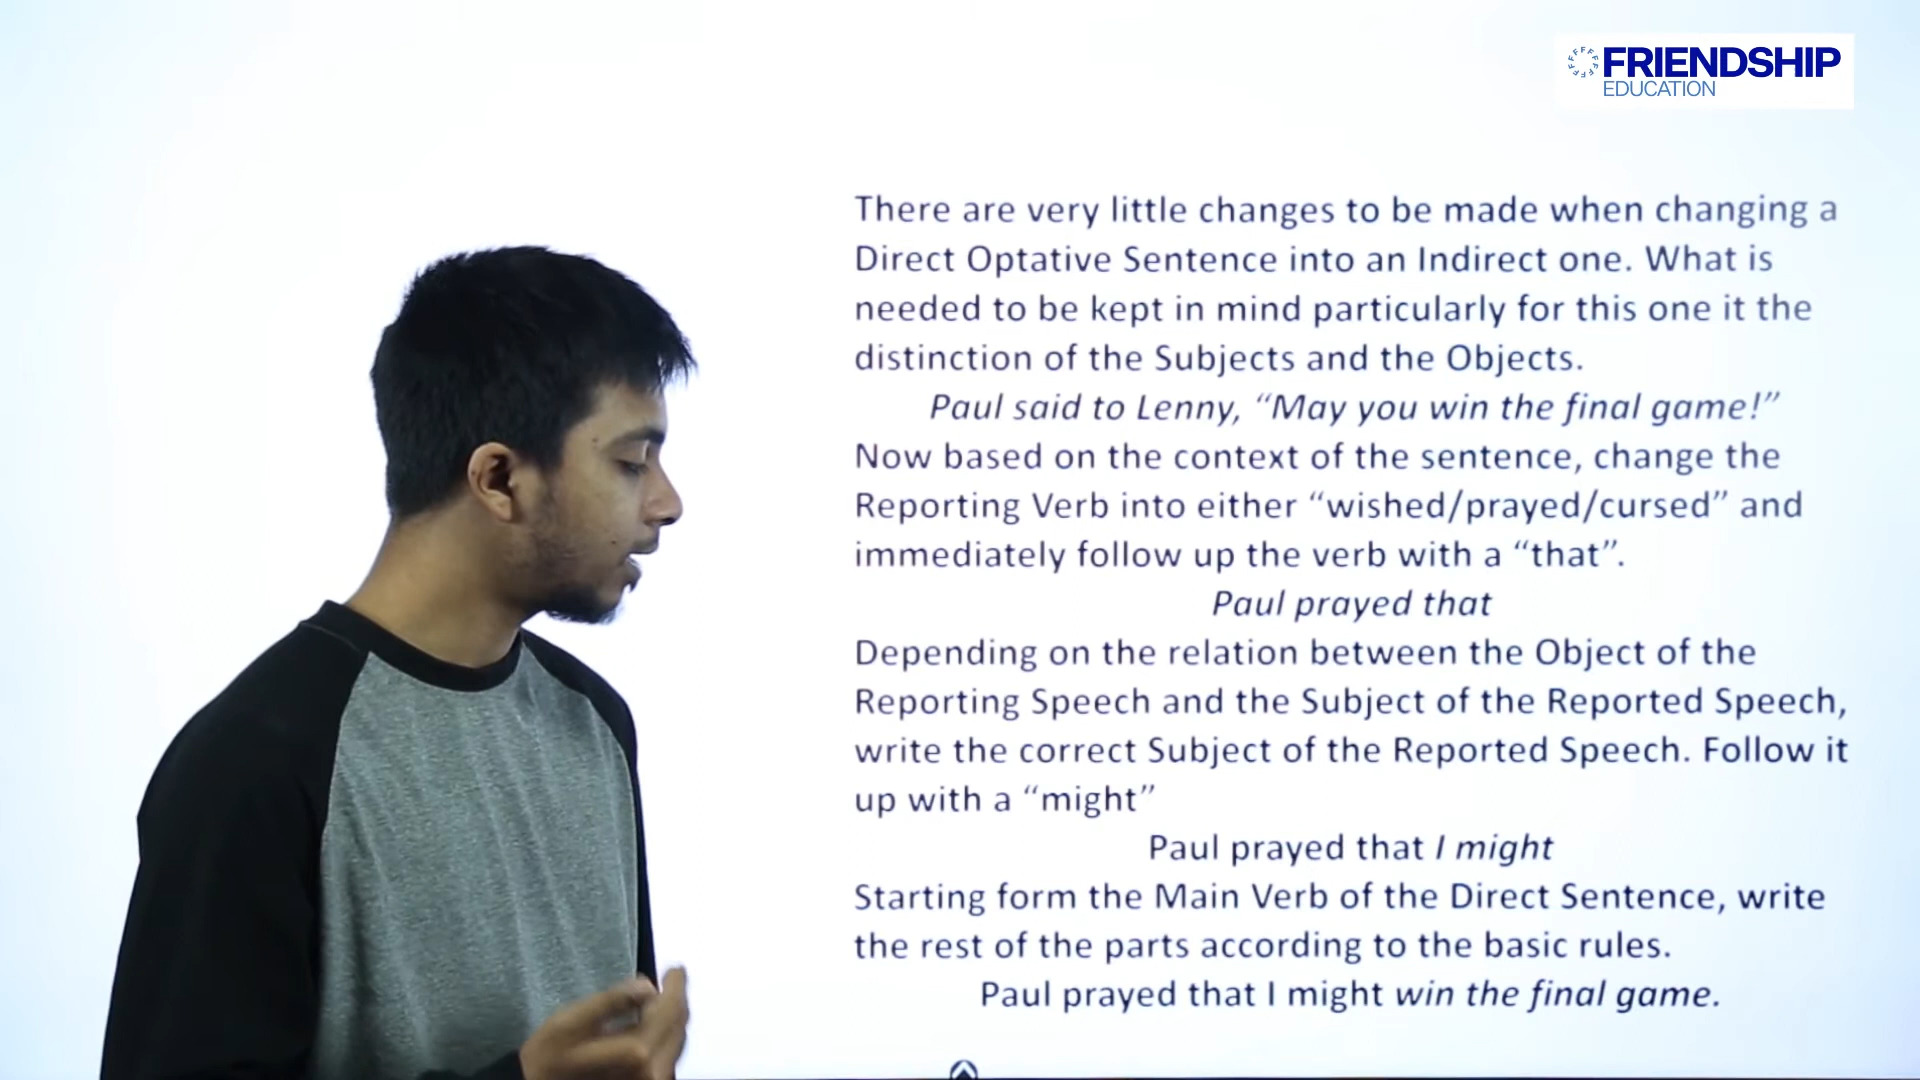 FRIENDSHIP
EDUCATION
There are very little changes to be made when changing a
Direct Optative Sentence into an Indirect one. What is
needed to be kept in mind particularly for this one it the
distinction of the Subjects and the Objects.
Paul said to Lenny, “May you win the final game!”
Now based on the context of the sentence, change the
Reporting Verb into either “wished/prayed/cursed” and
immediately follow up the verb with a “that”.
Paul prayed that
Depending on the relation between the Object of the
Reporting Speech and the Subject of the Reported Speech,
write the correct Subject of the Reported Speech. Follow it
up with a “might”
Paul prayed that I might
Starting form the Main Verb of the Direct Sentence, write
the rest of the parts according to the basic rules.
Paul prayed that I might win the final game.